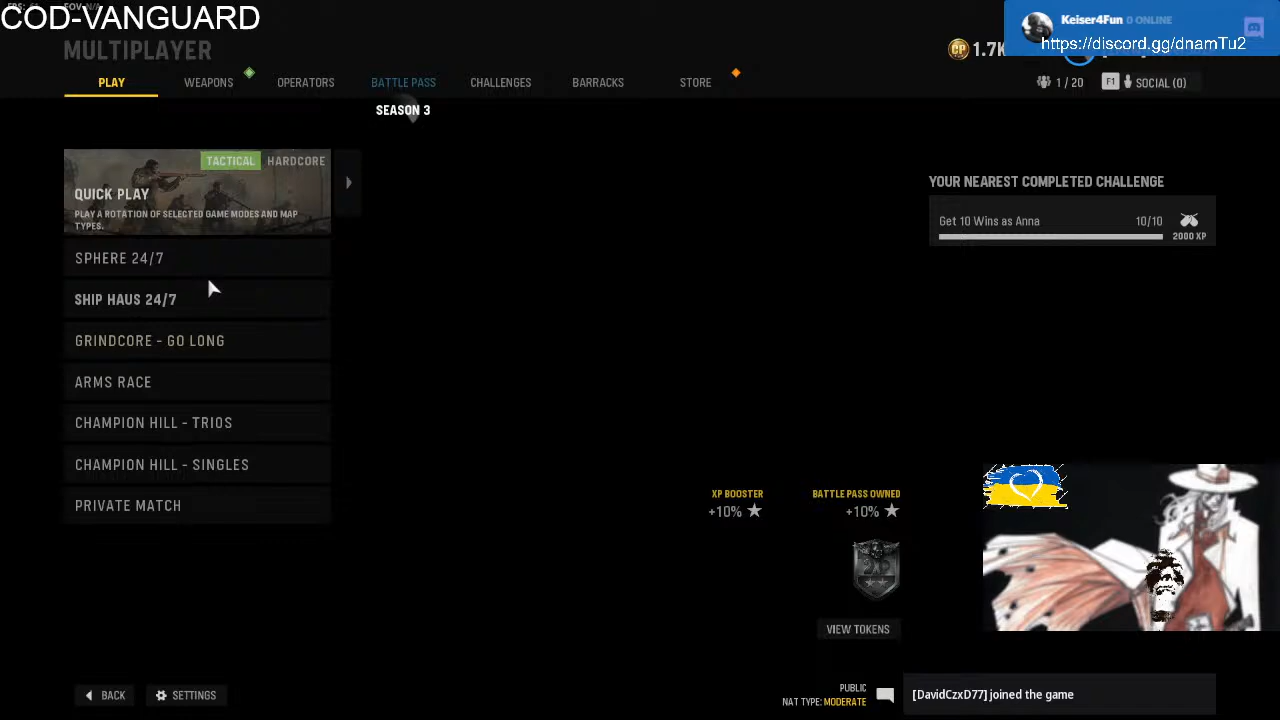 COD-VANGUARD
MULTIPLAYER
1.7K
Keiser4Fun 0 ONLINE
https://discord.gg/dnamTu2
PLAY
WEAPONS
OPERATORS
BATTLE PASS
CHALLENGES
BARRACKS
STORE
1 / 20
F1
SOCIAL (0)
SEASON 3
TACTICAL
HARDCORE
QUICK PLAY
PLAY A ROTATION OF SELECTED GAME MODES AND MAP
TYPES.
SPHERE 24/7
SHIP HAUS 24/7
GRINDCORE - GO LONG
ARMS RACE
CHAMPION HILL - TRIOS
CHAMPION HILL - SINGLES
PRIVATE MATCH
YOUR NEAREST COMPLETED CHALLENGE
Get 10 Wins as Anna
10/10
2000 XP
XP BOOSTER
+10%
BATTLE PASS OWNED
+10%
VIEW TOKENS
BACK
SETTINGS
PUBLIC
NAT TYPE: MODERATE
[DavidCzxD77] joined the game